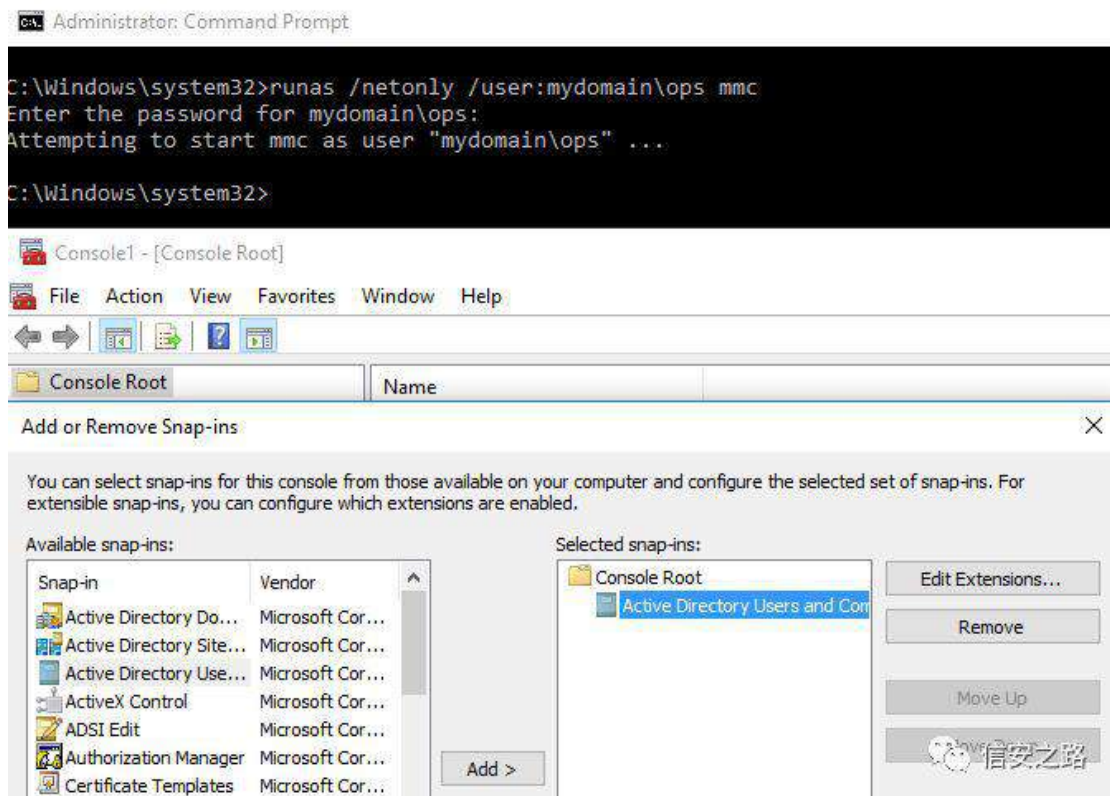 Administrator: Command Prompt
C:\Windows\system32>runas /netonly /user:mydomain\ops mmc
Enter the password for mydomain\ops:
Attempting to start mmc as user "mydomain\ops" ...
C:\Windows\system32>
Console1 - [Console Root]
File Action View Favorites Window Help
Console Root Name
Add or Remove Snap-ins
You can select snap-ins for this console from those available on your computer and configure the selected set of snap-ins. For
extensible snap-ins, you can configure which extensions are enabled.
Available snap-ins: Selected snap-ins:
Snap-in Vendor Console Root Edit Extensions...
Active Directory Do... Microsoft Cor... Active Directory Users and Com
Active Directory Site... Microsoft Cor... Remove
Active Directory Use... Microsoft Cor...
ActiveX Control Microsoft Cor... Move Up
ADSI Edit Microsoft Cor...
Authorization Manager Microsoft Cor... 信安之路
Certificate Templates Microsoft Cor... Add >